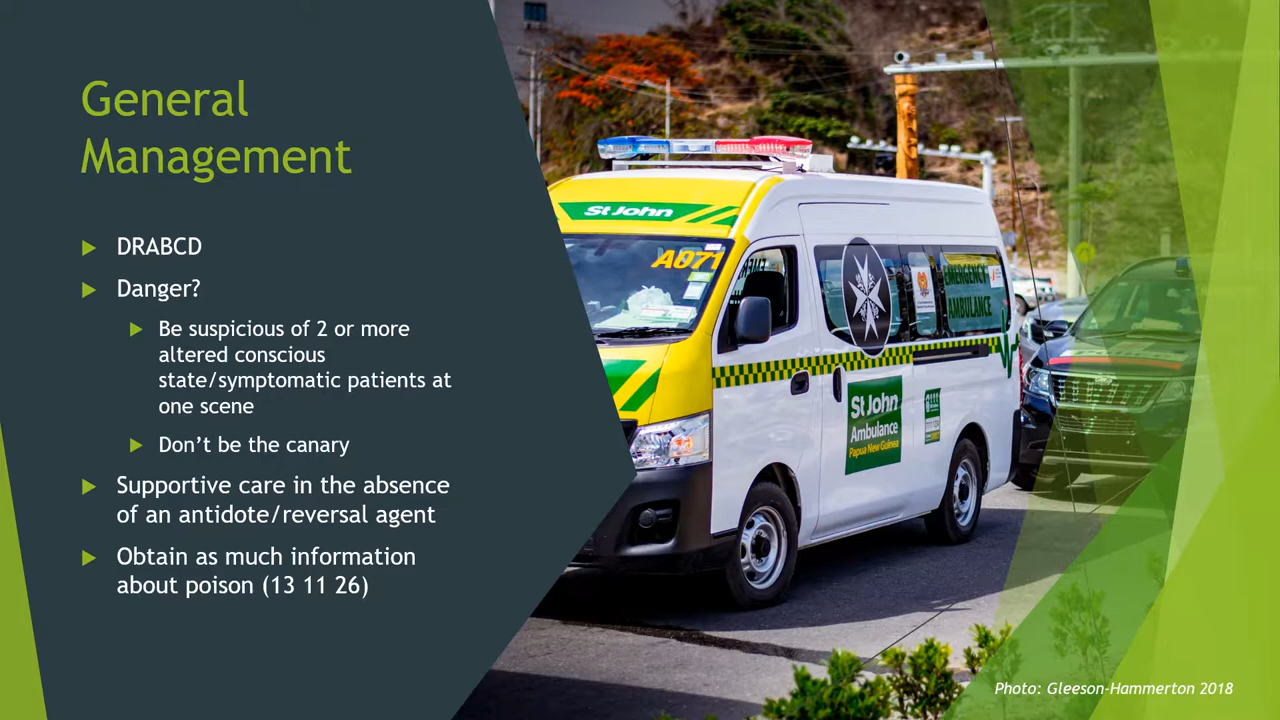 General
Management
DRABCD
Danger?
Be suspicious of 2 or more
altered conscious
state/symptomatic patients at
one scene
Don't be the canary
Supportive care in the absence
of an antidote/reversal agent
Obtain as much information
about poison (13 11 26)
St John
A071
EMERGENCY
AMBULANCE
St John
Ambulance
Papua New Guinea
Photo: Gleeson-Hammerton 2018